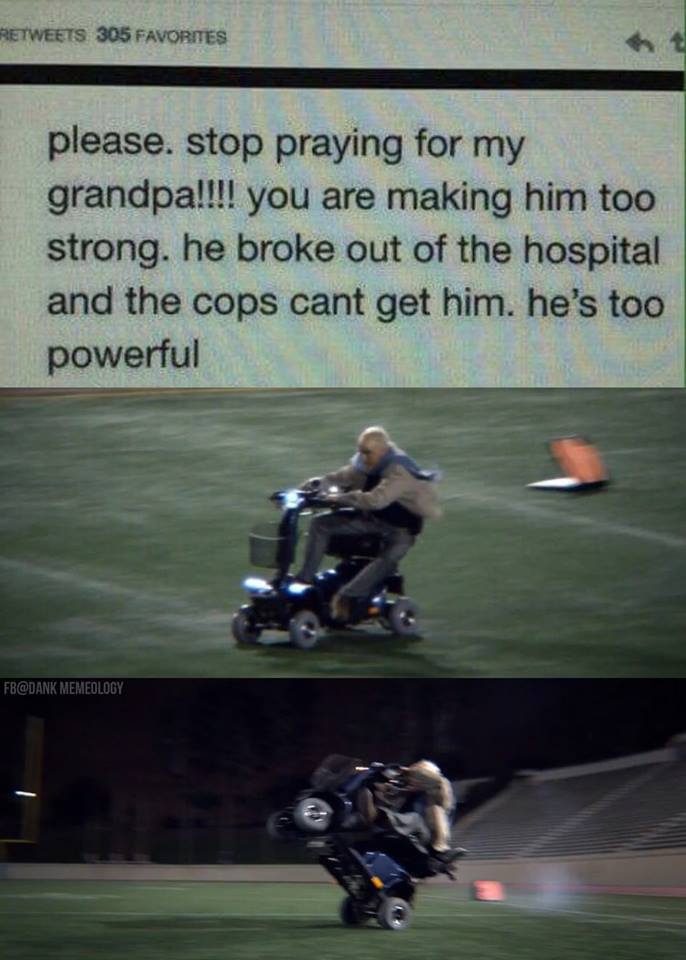 RETWEETS 305 FAVORITES
please. stop praying for my
grandpa!!!! you are making him too
strong. he broke out of the hospital
and the cops cant get him. he's too
powerful
FB@DANK MEMEOLOGY